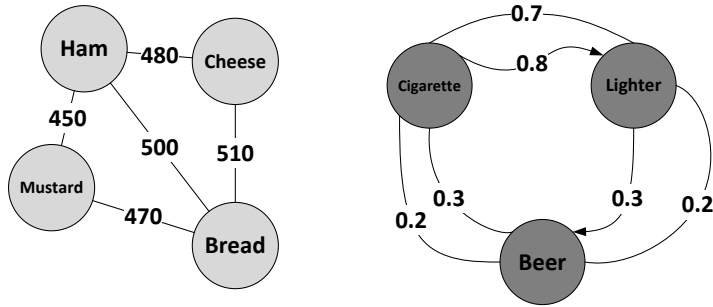 Ham
480
Cheese
450
500
510
Mustard
470
Bread
0.7
Cigarette
0.8
Lighter
0.3
0.3
0.2
0.2
Beer